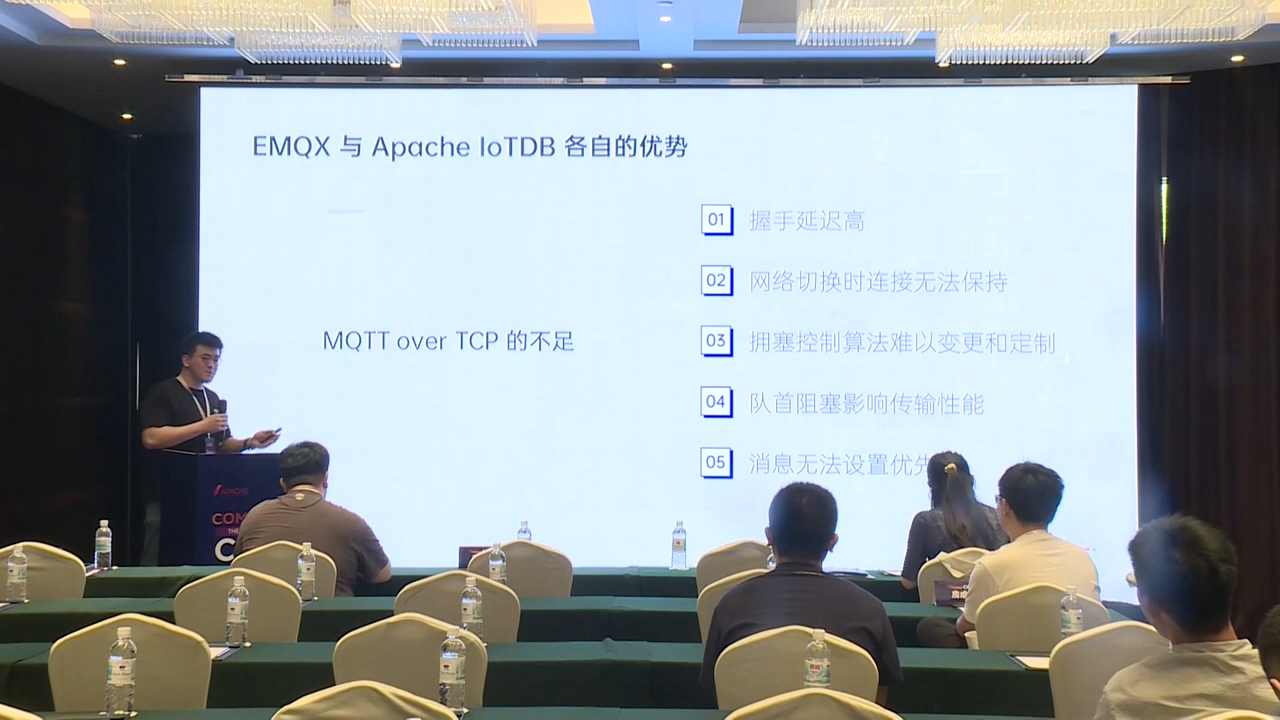 EMQX 与 Apache IoTDB 各自的优势
MQTT over TCP 的不足
01 握手延迟高
02 网络切换时连接无法保持
03 拥塞控制算法难以变更和定制
04 队首阻塞影响传输性能
05 消息无法设置优先
APACHE
COM
THE
C